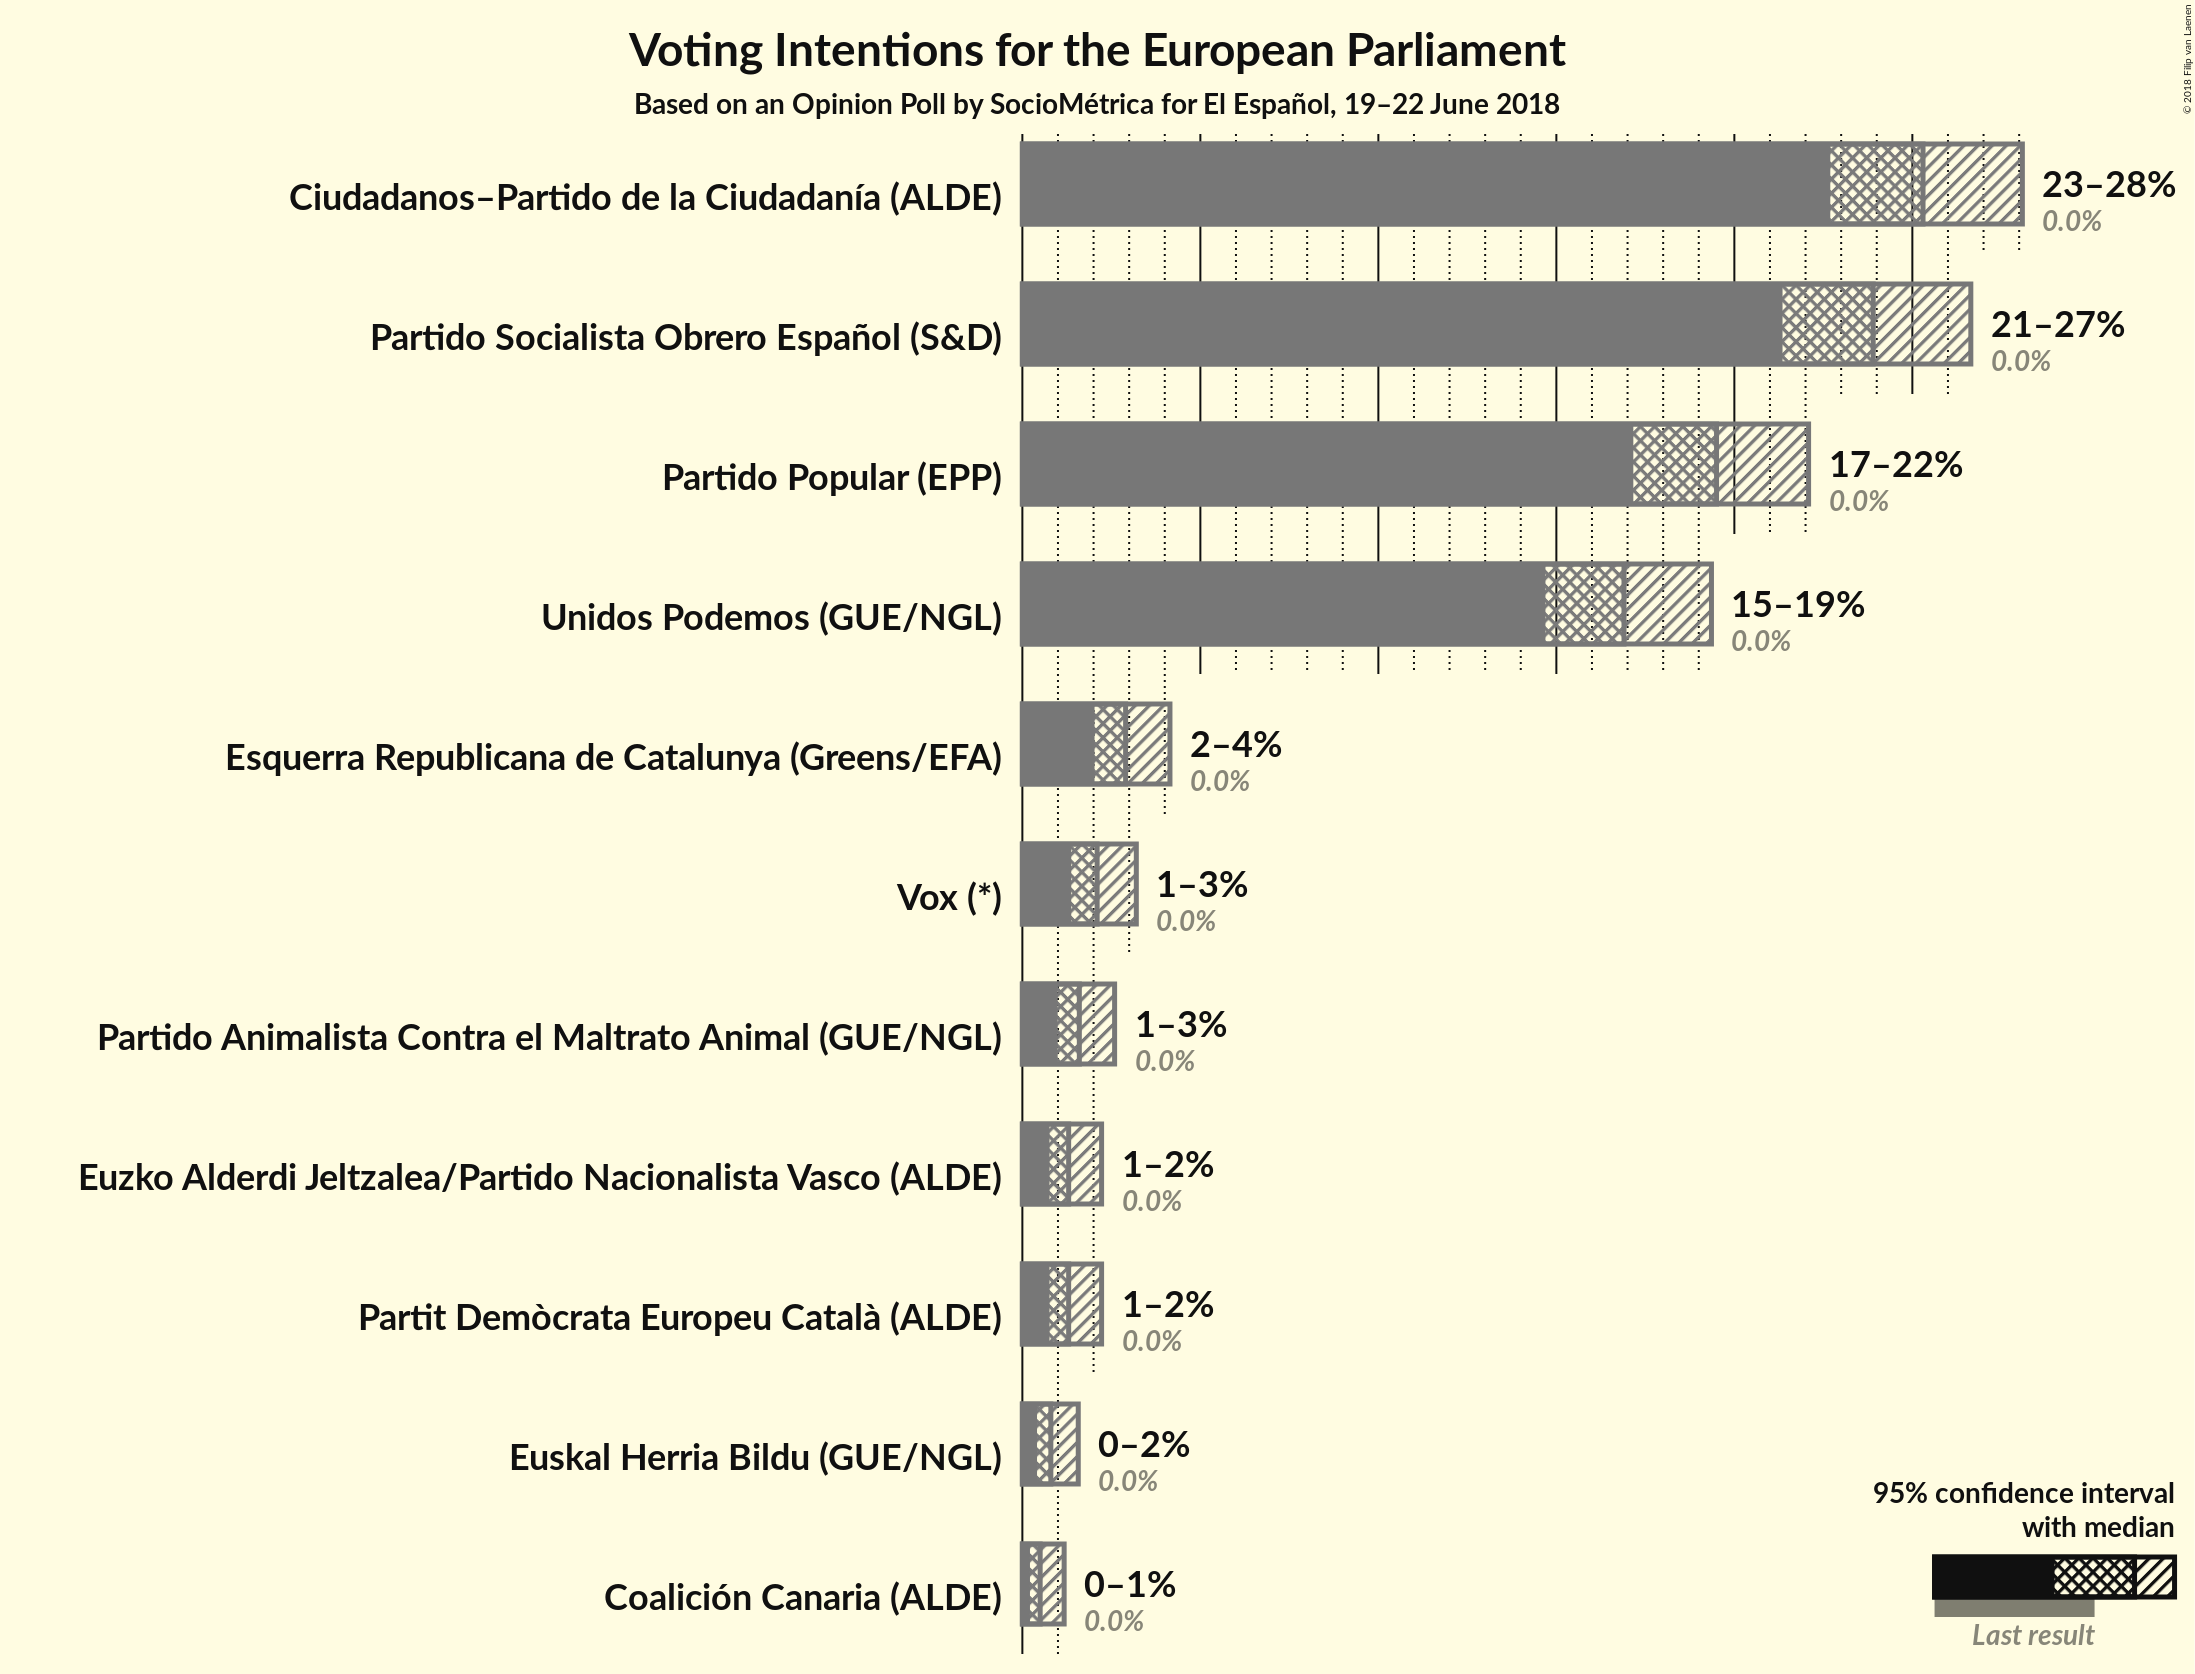 Voting Intentions for the European Parliament
Based on an Opinion Poll by SocioMétrica for El Español, 19–22 June 2018
© 2018 Filip van Laenen
Ciudadanos–Partido de la Ciudadanía (ALDE)
23–28%
0.0%
Partido Socialista Obrero Español (S&D)
21–27%
0.0%
Partido Popular (EPP)
17–22%
0.0%
Unidos Podemos (GUE/NGL)
15–19%
0.0%
Esquerra Republicana de Catalunya (Greens/EFA)
2–4%
0.0%
Vox (*)
1–3%
0.0%
Partido Animalista Contra el Maltrato Animal (GUE/NGL)
1–3%
0.0%
Euzko Alderdi Jeltzalea/Partido Nacionalista Vasco (ALDE)
1–2%
0.0%
Partit Demòcrata Europeu Català (ALDE)
1–2%
0.0%
Euskal Herria Bildu (GUE/NGL)
0–2%
0.0%
Coalición Canaria (ALDE)
0–1%
0.0%
95% confidence interval
with median
Last result